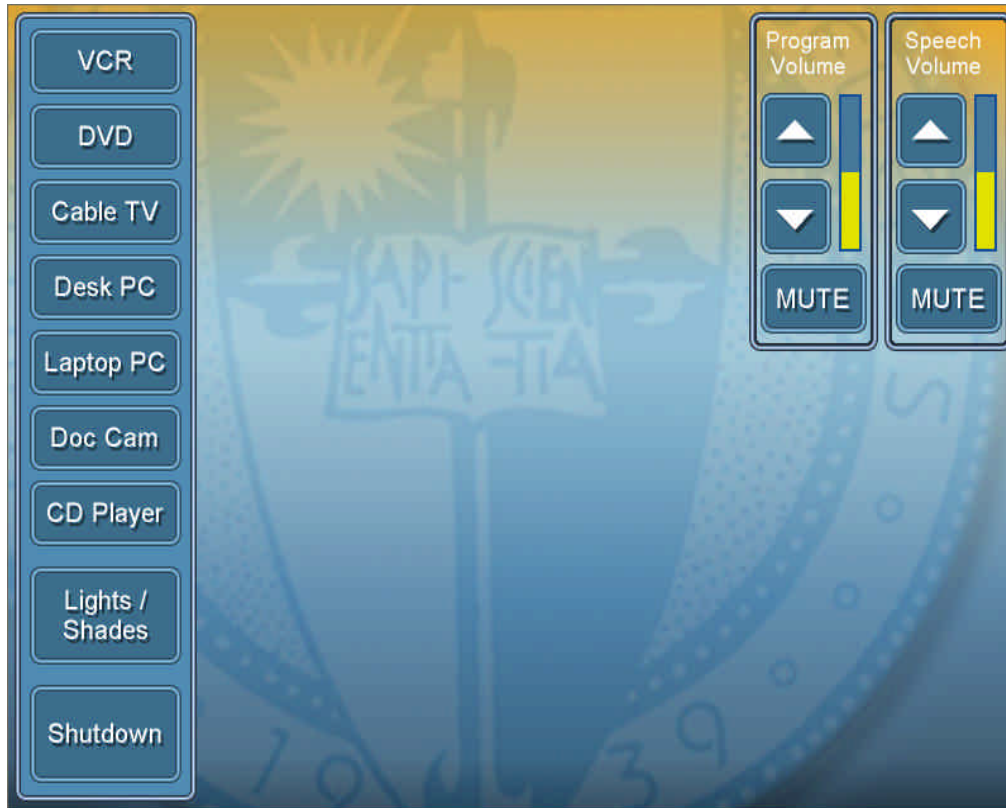 VCR
DVD
Cable TV
Desk PC
Laptop PC
Doc Cam
CD Player
Lights /
Shades
Shutdown
Program
Volume
MUTE
Speech
Volume
MUTE
SAPI- SCIEN
ENTIA -TIA
S
1939